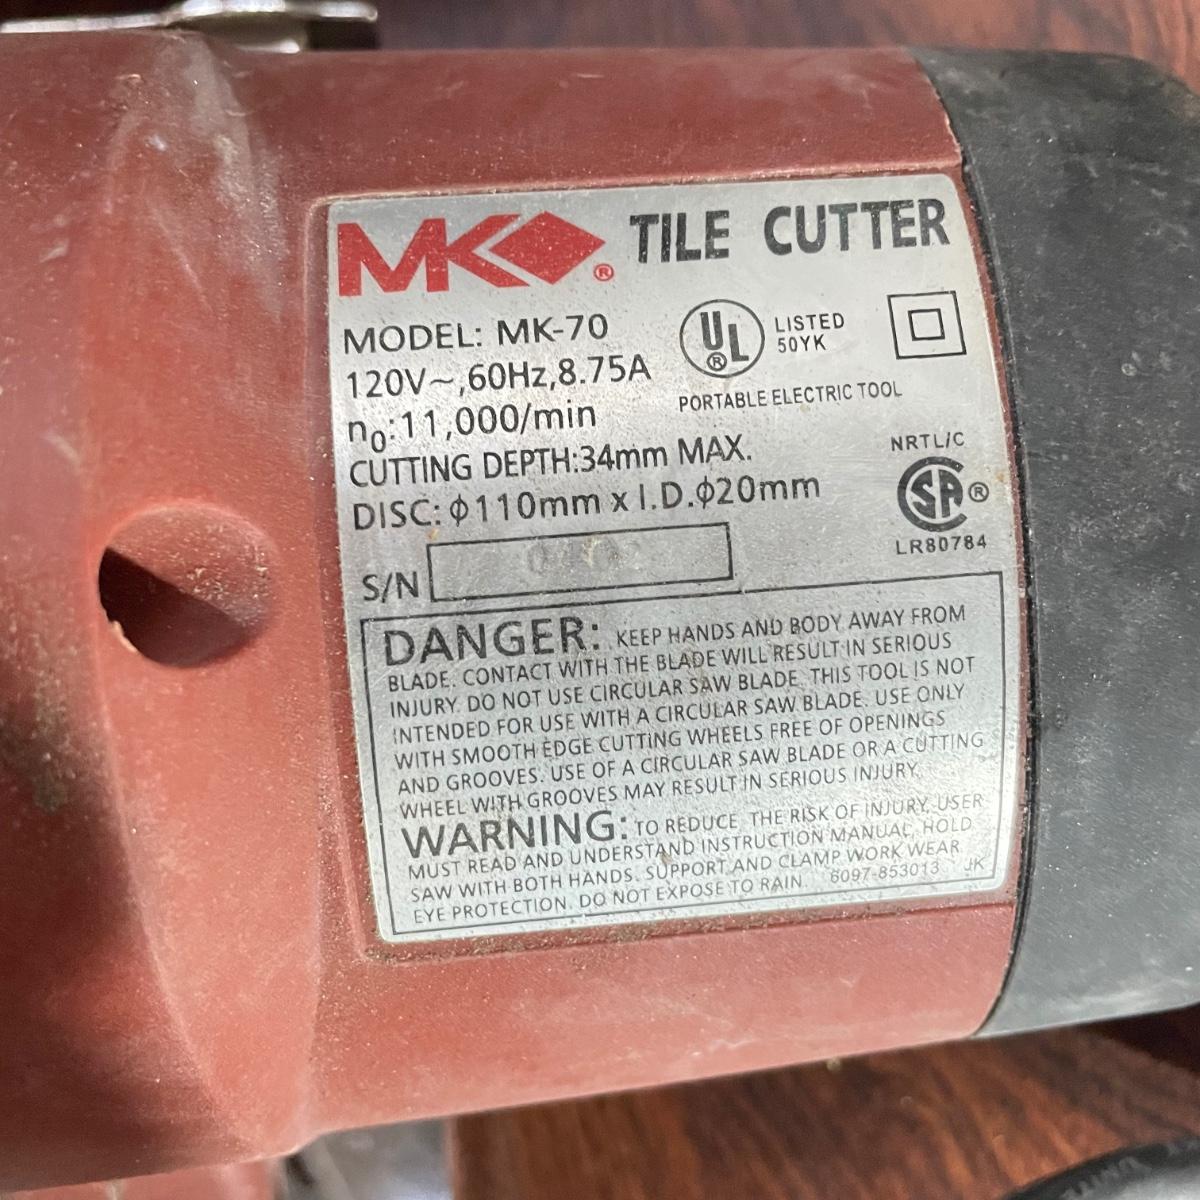 MK® TILE CUTTER
MODEL: MK-70
120V~,60Hz,8.75A
n0:11,000/min
CUTTING DEPTH:34mm MAX.
DISC: ϕ110mm x I.D.ϕ20mm
S/N
UL® LISTED
50YK
PORTABLE ELECTRIC TOOL
NRTL/C
SA®
LR80784
DANGER: KEEP HANDS AND BODY AWAY FROM
BLADE. CONTACT WITH THE BLADE WILL RESULT IN SERIOUS
INJURY. DO NOT USE CIRCULAR SAW BLADE. THIS TOOL IS NOT
INTENDED FOR USE WITH A CIRCULAR SAW BLADE. USE ONLY
WITH SMOOTH EDGE CUTTING WHEELS FREE OF OPENINGS
AND GROOVES. USE OF A CIRCULAR SAW BLADE OR A CUTTING
WHEEL WITH GROOVES MAY RESULT IN SERIOUS INJURY.
WARNING: TO REDUCE THE RISK OF INJURY, USER
MUST READ AND UNDERSTAND INSTRUCTION MANUAL, HOLD
SAW WITH BOTH HANDS. SUPPORT AND CLAMP WORK WEAR
EYE PROTECTION. DO NOT EXPOSE TO RAIN. 6097-853013 JK